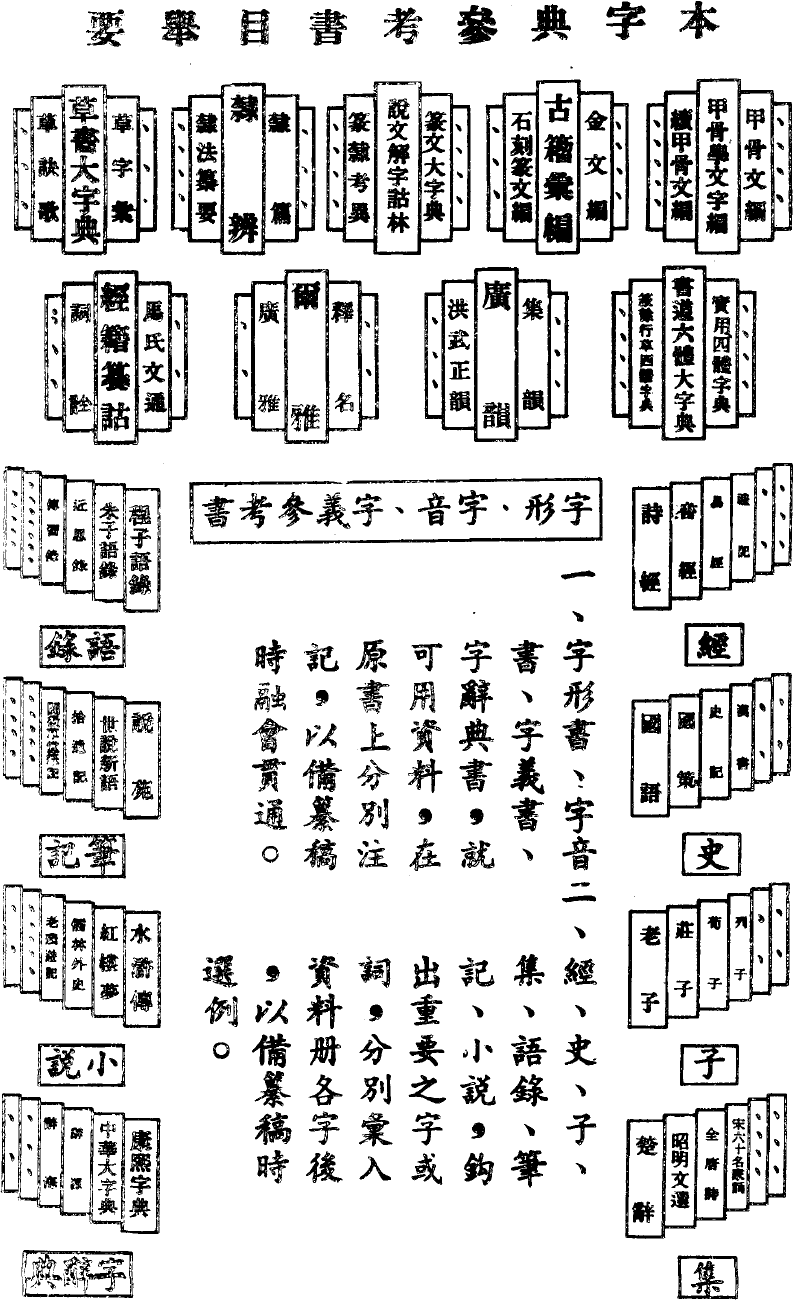 本字典參考書目舉要
甲骨文編
甲骨學文字編
續甲骨文編
金文編
古籀彙編
石刻篆文編
篆文大字典
說文解字詁林
篆隸考異
隸篇
隸辨
隸法纂要
草字彙
草書大字典
草訣歌
實用四體字典
書道六體大字典
篆隸行草四體字典
集韻
廣韻
洪武正韻
釋名
爾雅
廣雅
馬氏文通
經籍纂詁
詞詮
禮記
易經
書經
詩經
經
漢書
史記
國策
國語
史
列子
荀子
莊子
老子
子
宋六十名家詞
全唐詩
昭明文選
楚辭
集
字形、字音、字義參考書
一、字形書、字音
書、字義書、
字辭典書，就
可用資料，在
原書上分別注
記，以備纂稿
時融會貫通。
二、經、史、子、
集、語錄、筆
記、小說，鈎
出重要之字或
詞，分別彙入
資料册各字後
，以備纂稿時
選例。
程子語錄
朱子語錄
近思錄
傳習錄
語錄
說苑
世說新語
拾遺記
筆記
水滸傳
紅樓夢
儒林外史
老殘遊記
小說
康熙字典
中華大字典
辭源
辭海
字辭典